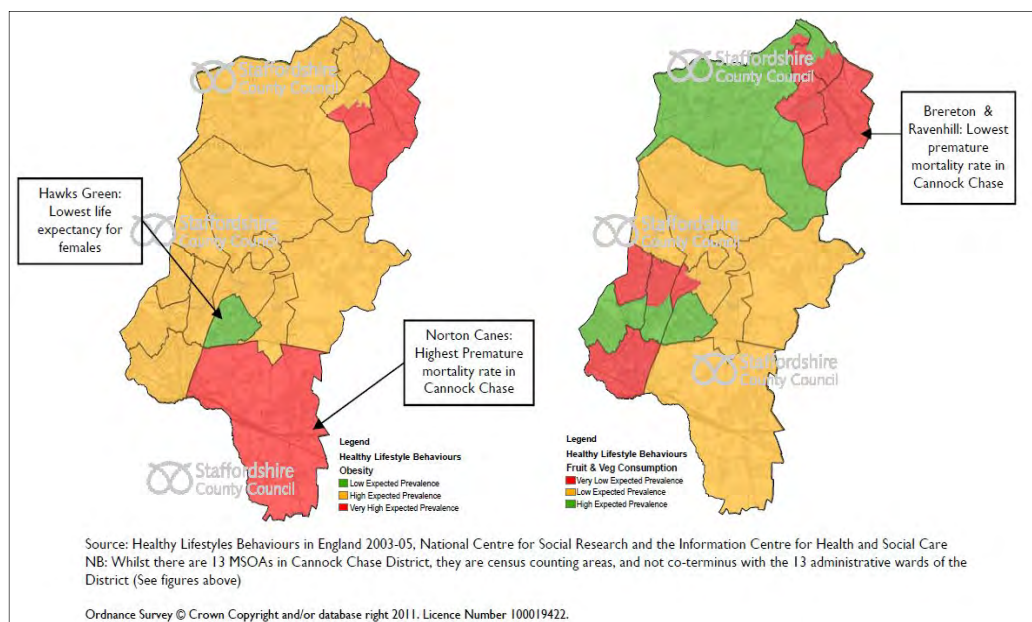 Staffordshire
County Council
Staffordshire
County Council
Brereton &
Ravenhill: Lowest
premature
mortality rate in
Cannock Chase
Hawks Green:
Lowest life
expectancy for
females
Staffordshire
County Council
Staffordshire
County Council
Norton Canes:
Highest Premature
mortality rate in
Cannock Chase
Staffordshire
County Council
Legend
Healthy Lifestyle Behaviours
Obesity
Low Expected Prevalence
High Expected Prevalence
Very High Expected Prevalence
Staffordshire
County Council
Legend
Healthy Lifestyle Behaviours
Fruit & Veg Consumption
Very Low Expected Prevalence
Low Expected Prevalence
High Expected Prevalence
Source: Healthy Lifestyles Behaviours in England 2003-05, National Centre for Social Research and the Information Centre for Health and Social Care
NB: Whilst there are 13 MSOAs in Cannock Chase District, they are census counting areas, and not co-terminus with the 13 administrative wards of the
District (See figures above)
Ordnance Survey © Crown Copyright and/or database right 2011. Licence Number 100019422.